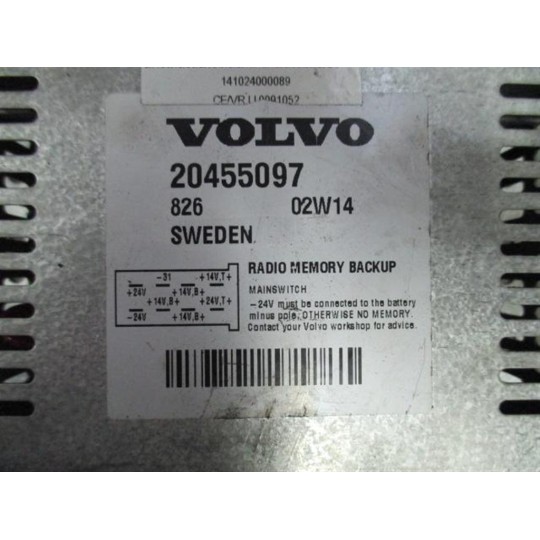 141024000089
VOLVO
20455097
826 02W14
SWEDEN
RADIO MEMORY BACKUP
MAINSWITCH
-24V must be connected to the battery
minus pole, OTHERWISE NO MEMORY.
Contact your Volvo workshop for advice.
-31 +14V,T+
+24V +14V,B+
+14V,B+ +24V,T+
-24V +14V,B+